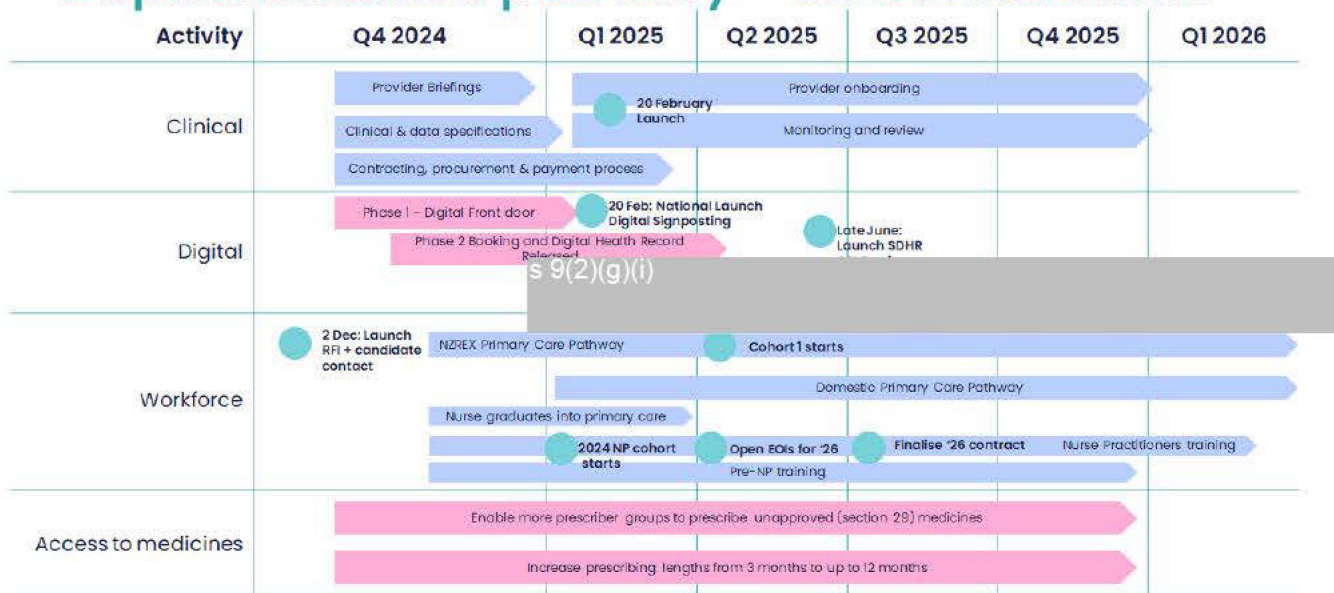 Activity
Q4 2024
Q1 2025
Q2 2025
Q3 2025
Q4 2025
Q1 2026
Clinical
Provider Briefings
Provider onboarding
20 February
Launch
Clinical & data specifications
Monitoring and review
Contracting, procurement & payment process
Digital
Phase 1 - Digital Front door
20 Feb: National Launch
Digital Signposting
Phase 2 Booking and Digital Health Record
Released
Late June:
Launch SDHR
s 9(2)(g)(i)
Workforce
2 Dec: Launch
RFI + candidate
contact
NZREX Primary Care Pathway
Cohort 1 starts
Domestic Primary Care Pathway
Nurse graduates into primary care
2024 NP cohort
starts
Open EOIs for '26
Finalise '26 contract
Nurse Practitioners training
Pre-NP training
Access to medicines
Enable more prescriber groups to prescribe unapproved (section 29) medicines
Increase prescribing lengths from 3 months to up to 12 months